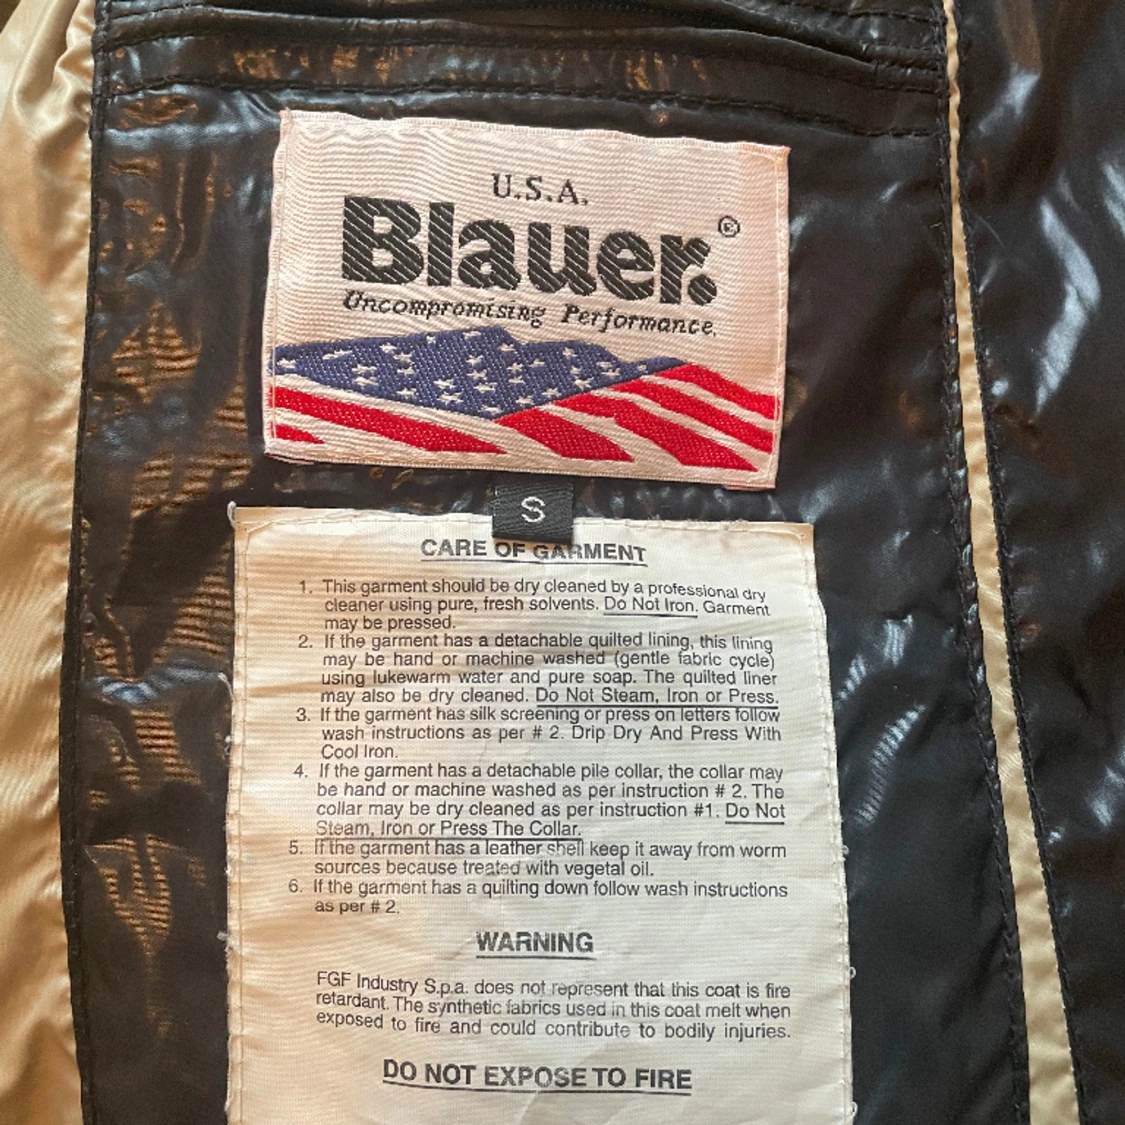 U.S.A.
Blauer.®
Uncompromising Performance.
S
CARE OF GARMENT
1. This garment should be dry cleaned by a professional dry
cleaner using pure, fresh solvents. Do Not Iron. Garment
may be pressed.
2. If the garment has a detachable quilted lining, this lining
may be hand or machine washed (gentle fabric cycle)
using lukewarm water and pure soap. The quilted liner
may also be dry cleaned. Do Not Steam, Iron or Press.
3. If the garment has silk screening or press on letters follow
wash instructions as per # 2. Drip Dry And Press With
Cool Iron.
4. If the garment has a detachable pile collar, the collar may
be hand or machine washed as per instruction # 2. The
collar may be dry cleaned as per instruction #1. Do Not
Steam, Iron or Press The Collar.
5. If the garment has a leather shell keep it away from worm
sources because treated with vegetal oil.
6. If the garment has a quilting down follow wash instructions
as per # 2.
WARNING
FGF Industry S.p.a. does not represent that this coat is fire
retardant. The synthetic fabrics used in this coat melt when
exposed to fire and could contribute to bodily injuries.
DO NOT EXPOSE TO FIRE